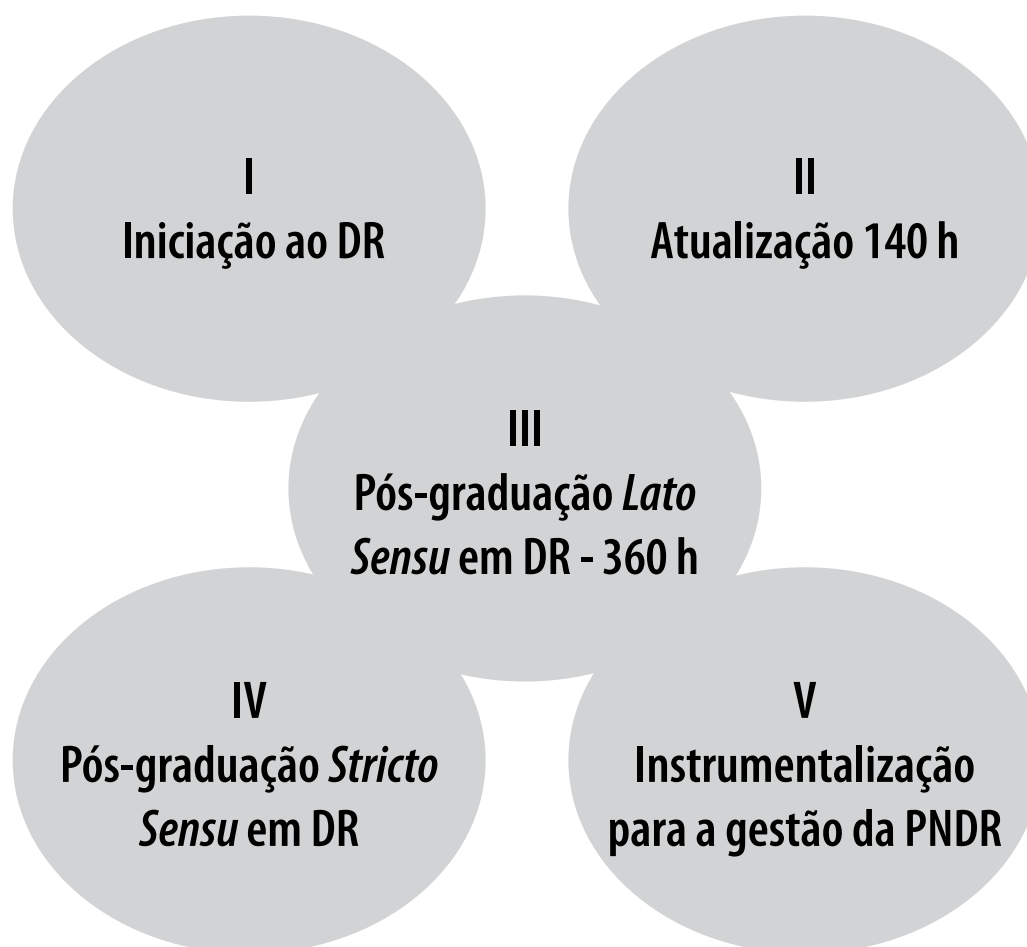 I
Iniciação ao DR
II
Atualização 140 h
III
Pós-graduação Lato
Sensu em DR - 360 h
IV
Pós-graduação Stricto
Sensu em DR
V
Instrumentalização
para a gestão da PNDR